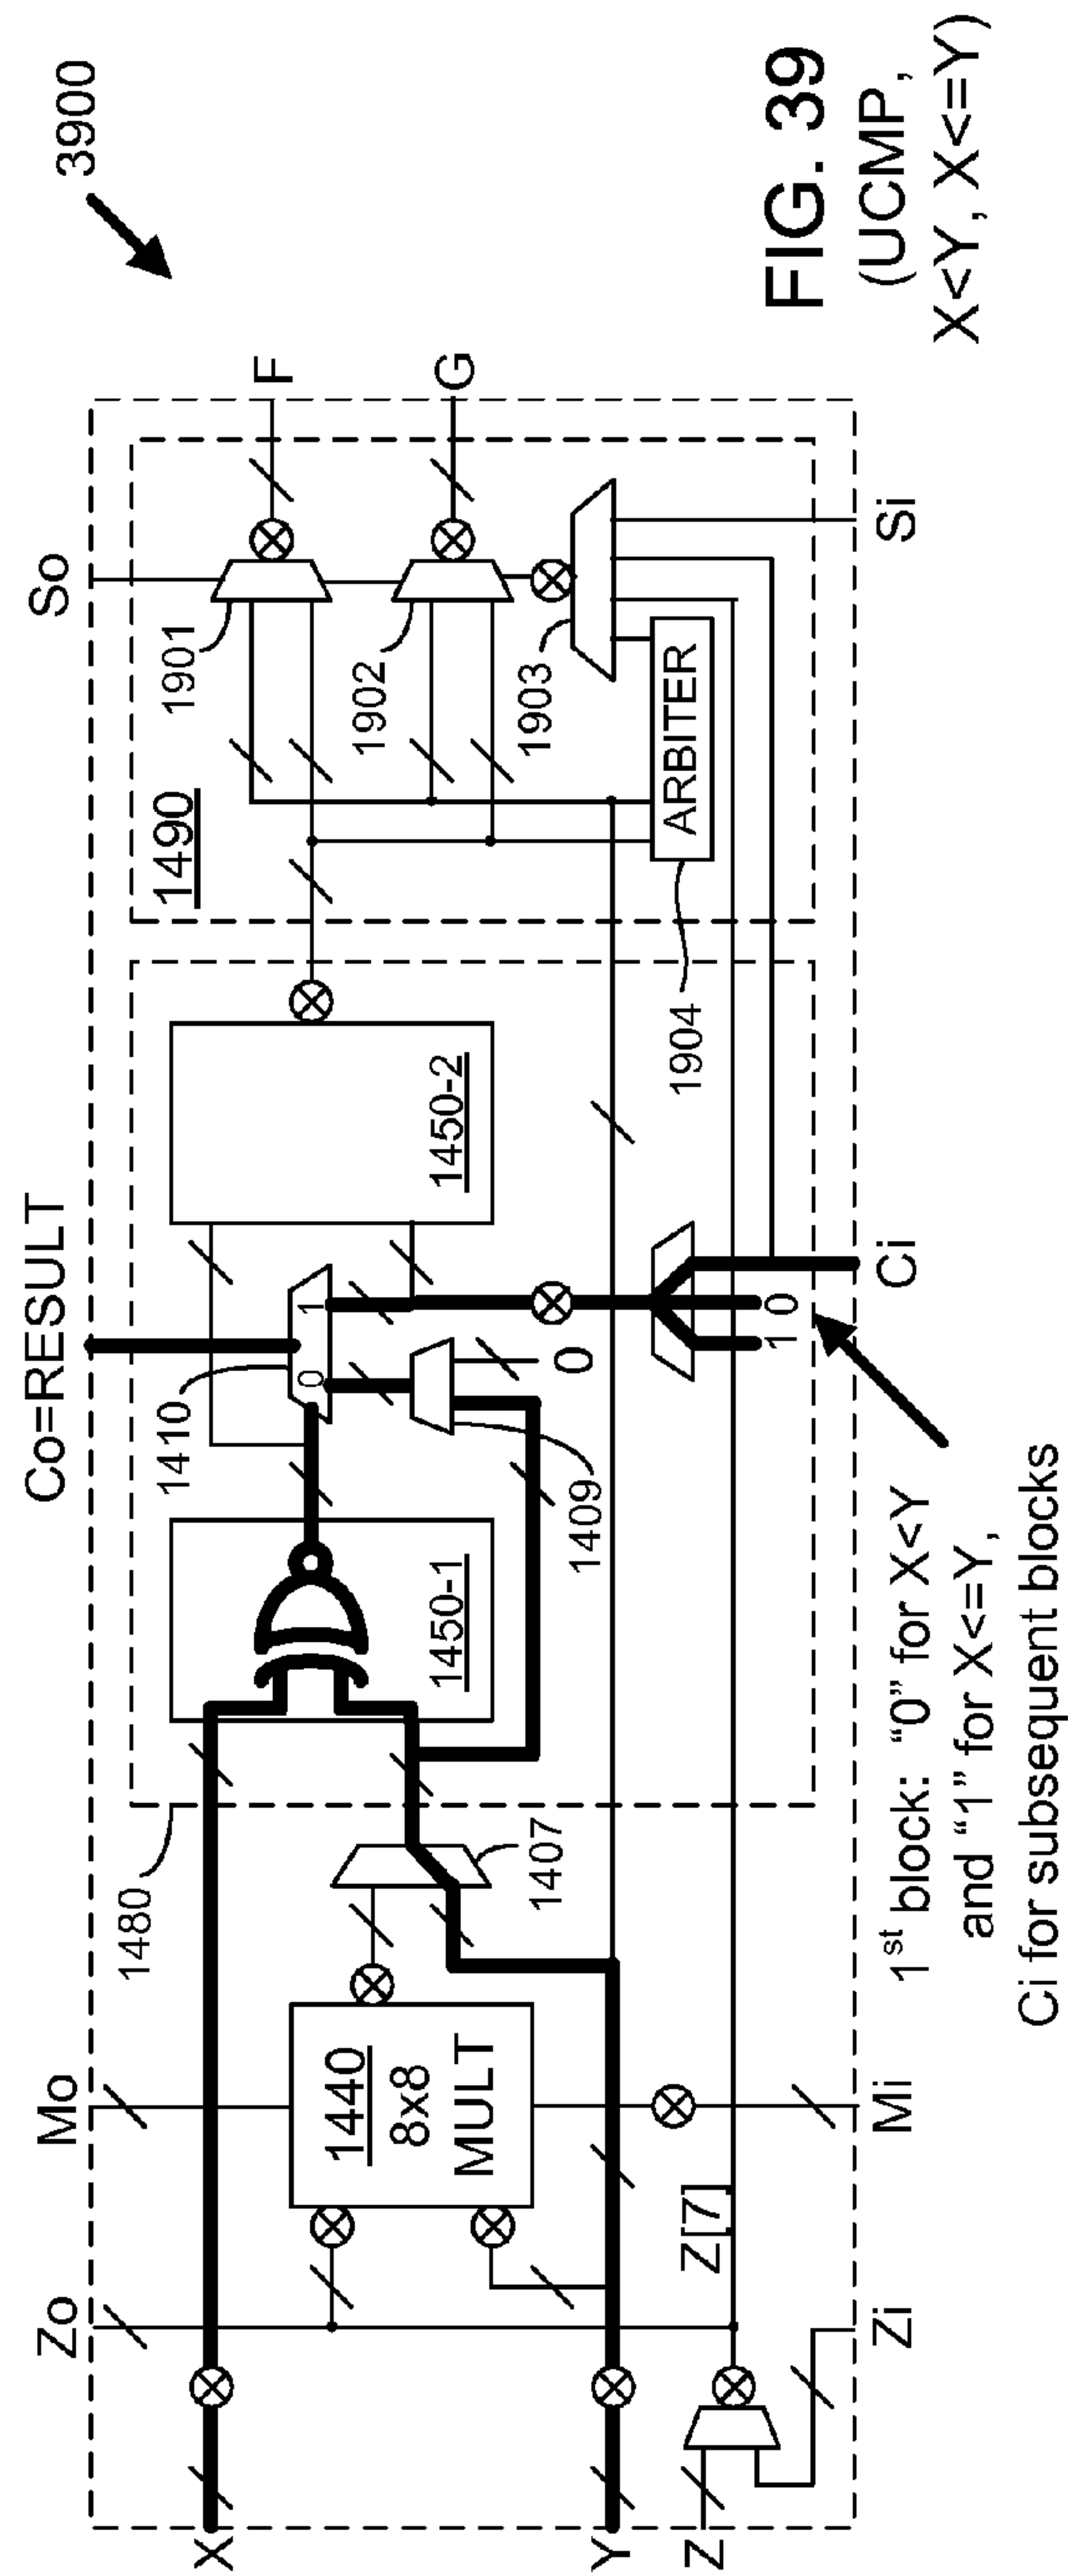 3900
FIG. 39
(UCMP,
X<Y, X<=Y)
Zo
Mo
Co=RESULT
So
X
Y
Z
F
G
1480
1410
1490
1901
1440
8x8
MULT
1450-1
0
1
1450-2
1902
1407
1409
0
1903
ARBITER
1904
Z[7]
1 0
Zi
Mi
Ci
Si
1st block: “0” for X<Y
and “1” for X<=Y,
Ci for subsequent blocks